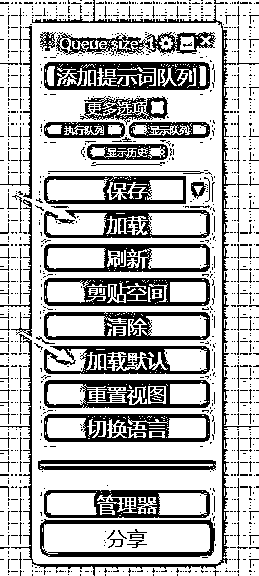 Queue size: 1
添加提示词队列
更多选项
执行队列 显示队列
显示历史
保存
加载
刷新
剪贴空间
清除
加载默认
重置视图
切换语言
管理器
分享